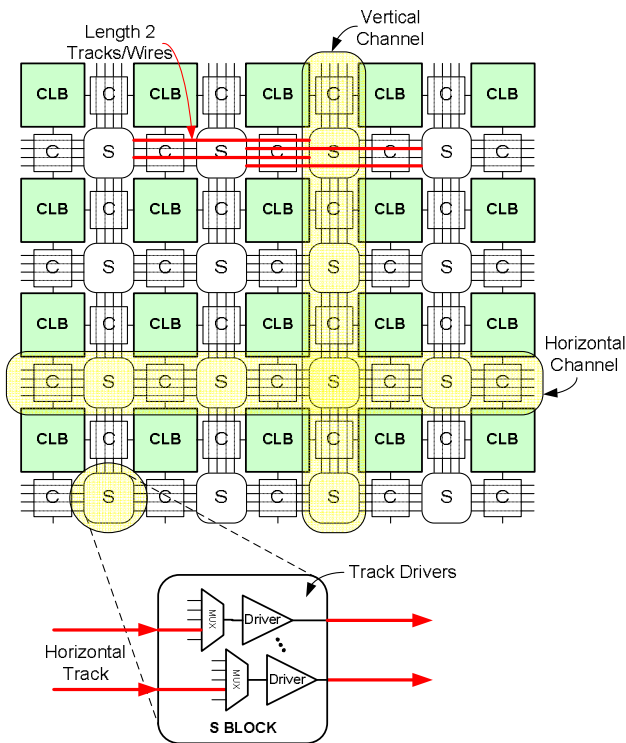 Length 2
Tracks/Wires
Vertical
Channel
CLB C CLB C CLB C CLB C CLB
C S C S C S C S C
CLB C CLB C CLB C CLB C CLB
C S C S C S C S C
CLB C CLB C CLB C CLB C CLB
Horizontal
Channel
C S C S C S C S C
CLB C CLB C CLB C CLB C CLB
C S C S C S C S C
Track Drivers
MUX Driver
Horizontal
Track
MUX Driver
S BLOCK